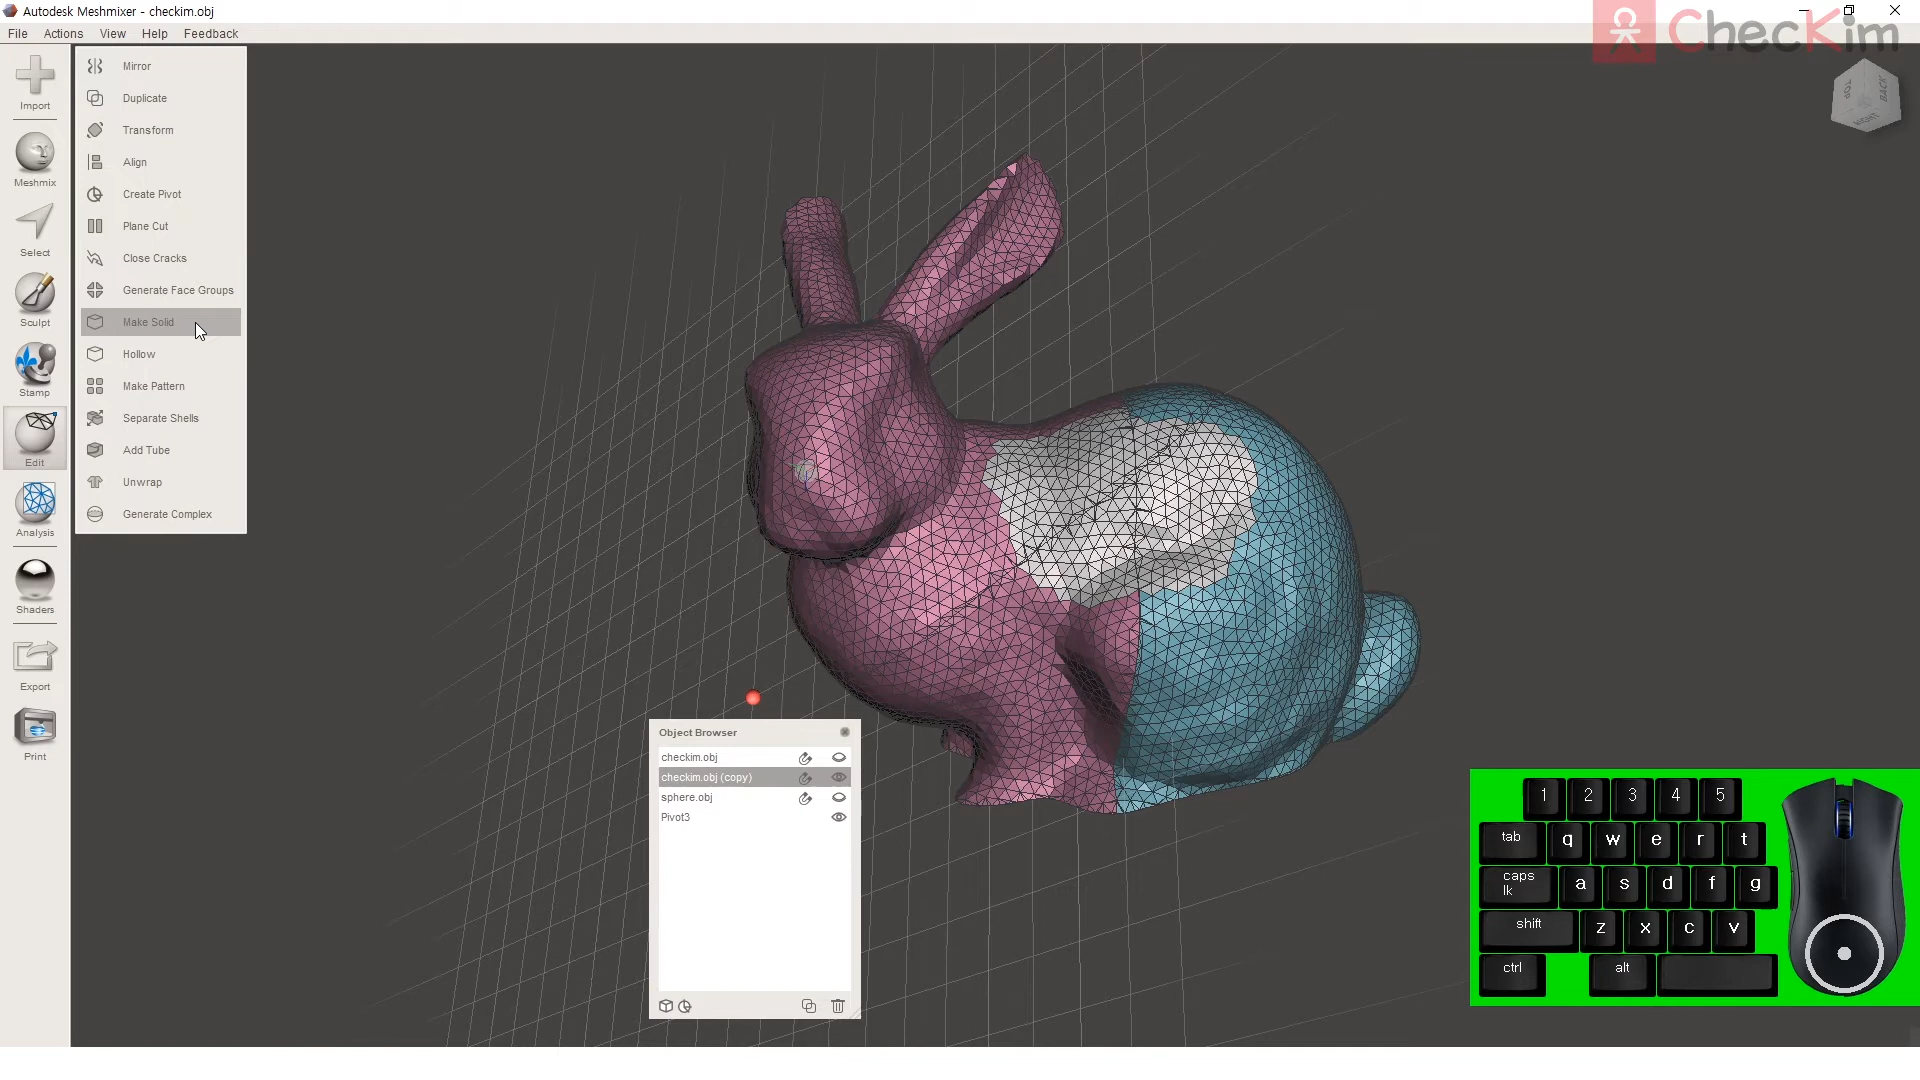 Autodesk Meshmixer - checkim.obj
File Actions View Help Feedback
ChecKim
Import
Meshmix
Select
Sculpt
Stamp
Edit
Analysis
Shaders
Export
Print
Mirror
Duplicate
Transform
Align
Create Pivot
Plane Cut
Close Cracks
Generate Face Groups
Make Solid
Hollow
Make Pattern
Separate Shells
Add Tube
Unwrap
Generate Complex
TOP
BACK
RIGHT
Object Browser
checkim.obj
checkim.obj (copy)
sphere.obj
Pivot3
1 2 3 4 5
tab q w e r t
caps
lk a s d f g
shift z x c v
ctrl alt